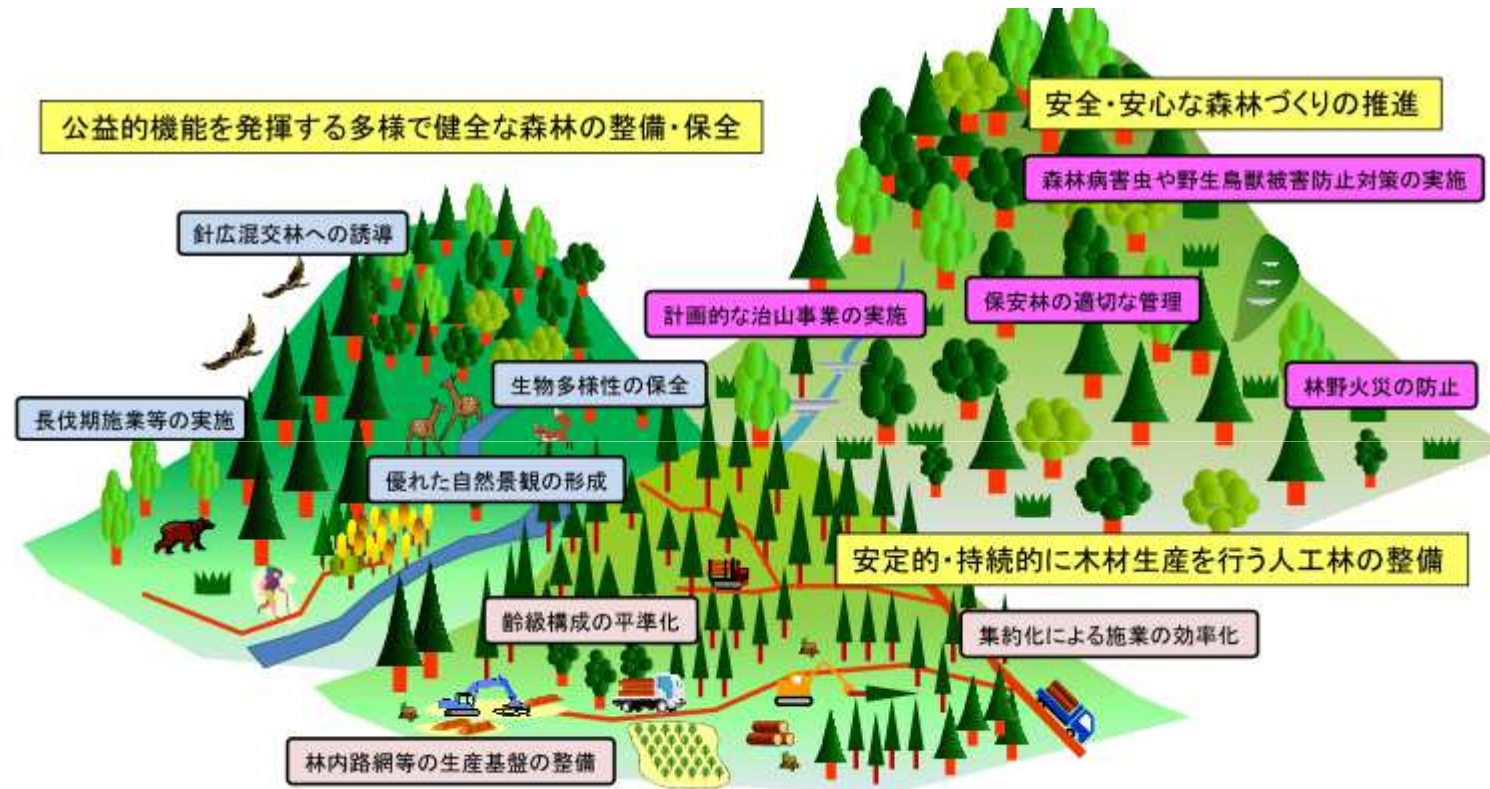 公益的機能を発揮する多様で健全な森林の整備・保全
針広混交林への誘導
生物多様性の保全
長伐期施業等の実施
優れた自然景観の形成
安全・安心な森林づくりの推進
森林病害虫や野生鳥獣被害防止対策の実施
計画的な治山事業の実施
保安林の適切な管理
林野火災の防止
安定的・持続的に木材生産を行う人工林の整備
齢級構成の平準化
集約化による施業の効率化
林内路網等の生産基盤の整備